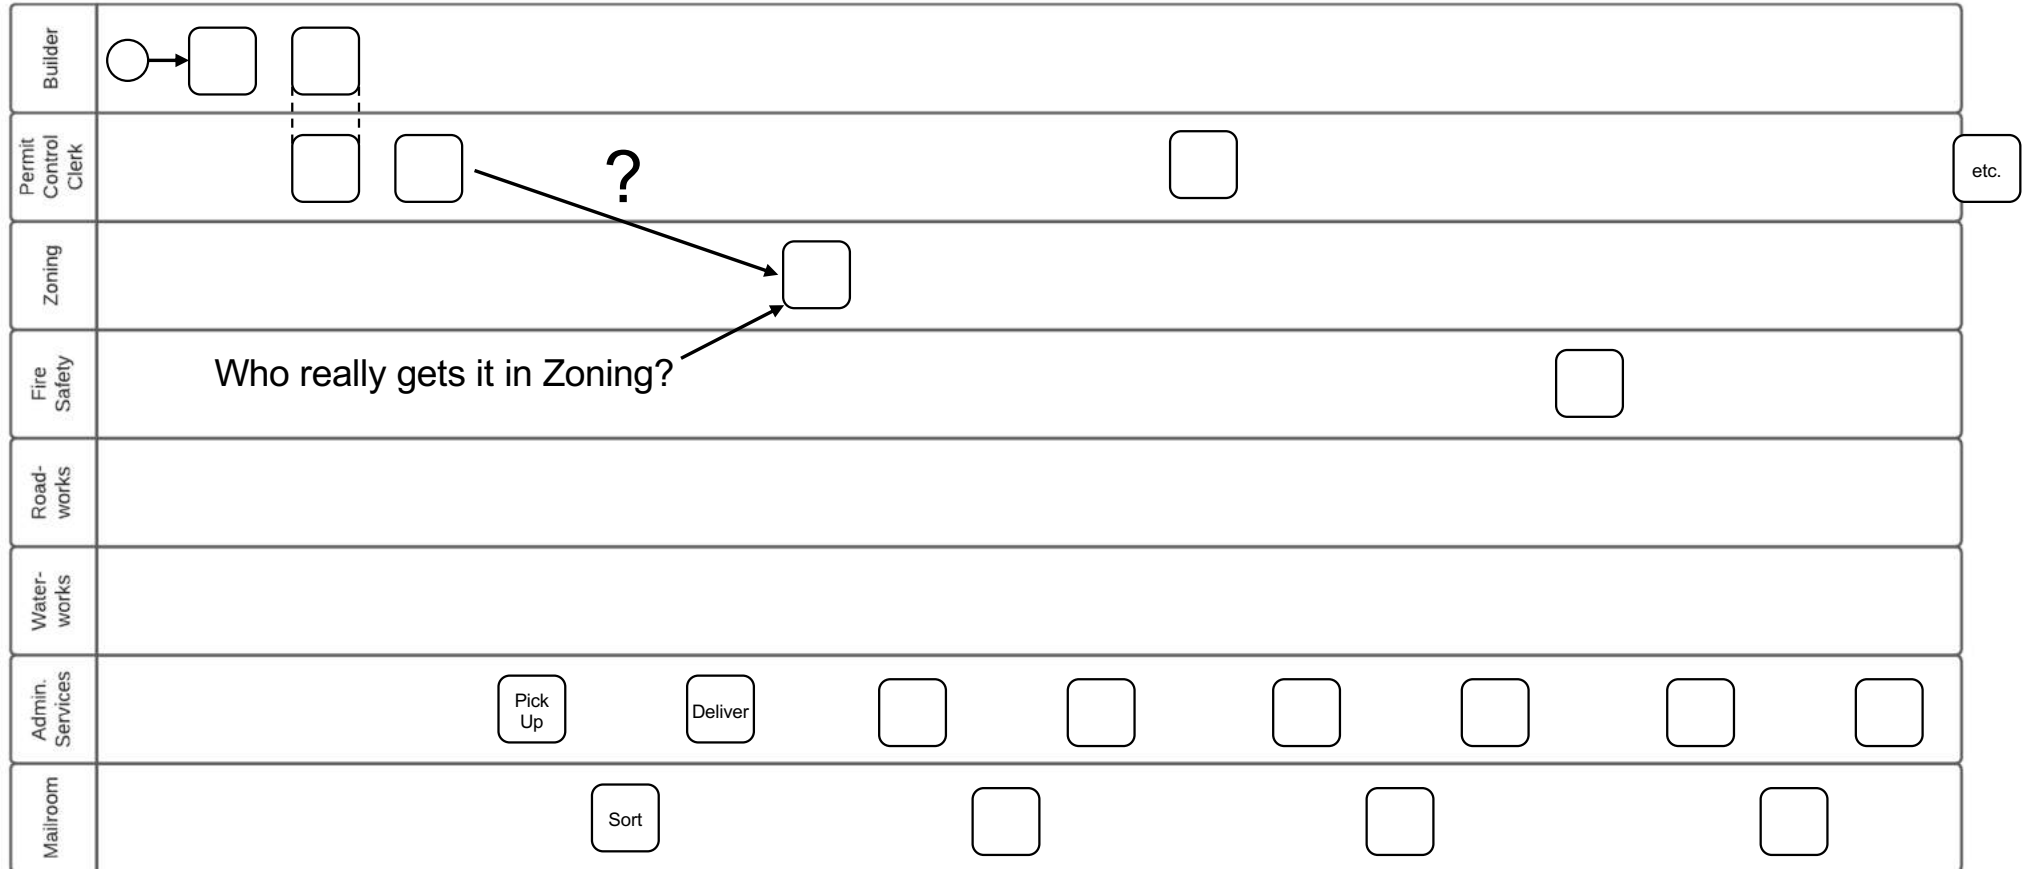 Builder
Permit
Control
Clerk
?
etc.
Zoning
Who really gets it in Zoning?
Fire
Safety
Road-
works
Water-
works
Admin.
Services
Pick
Up
Deliver
Mailroom
Sort